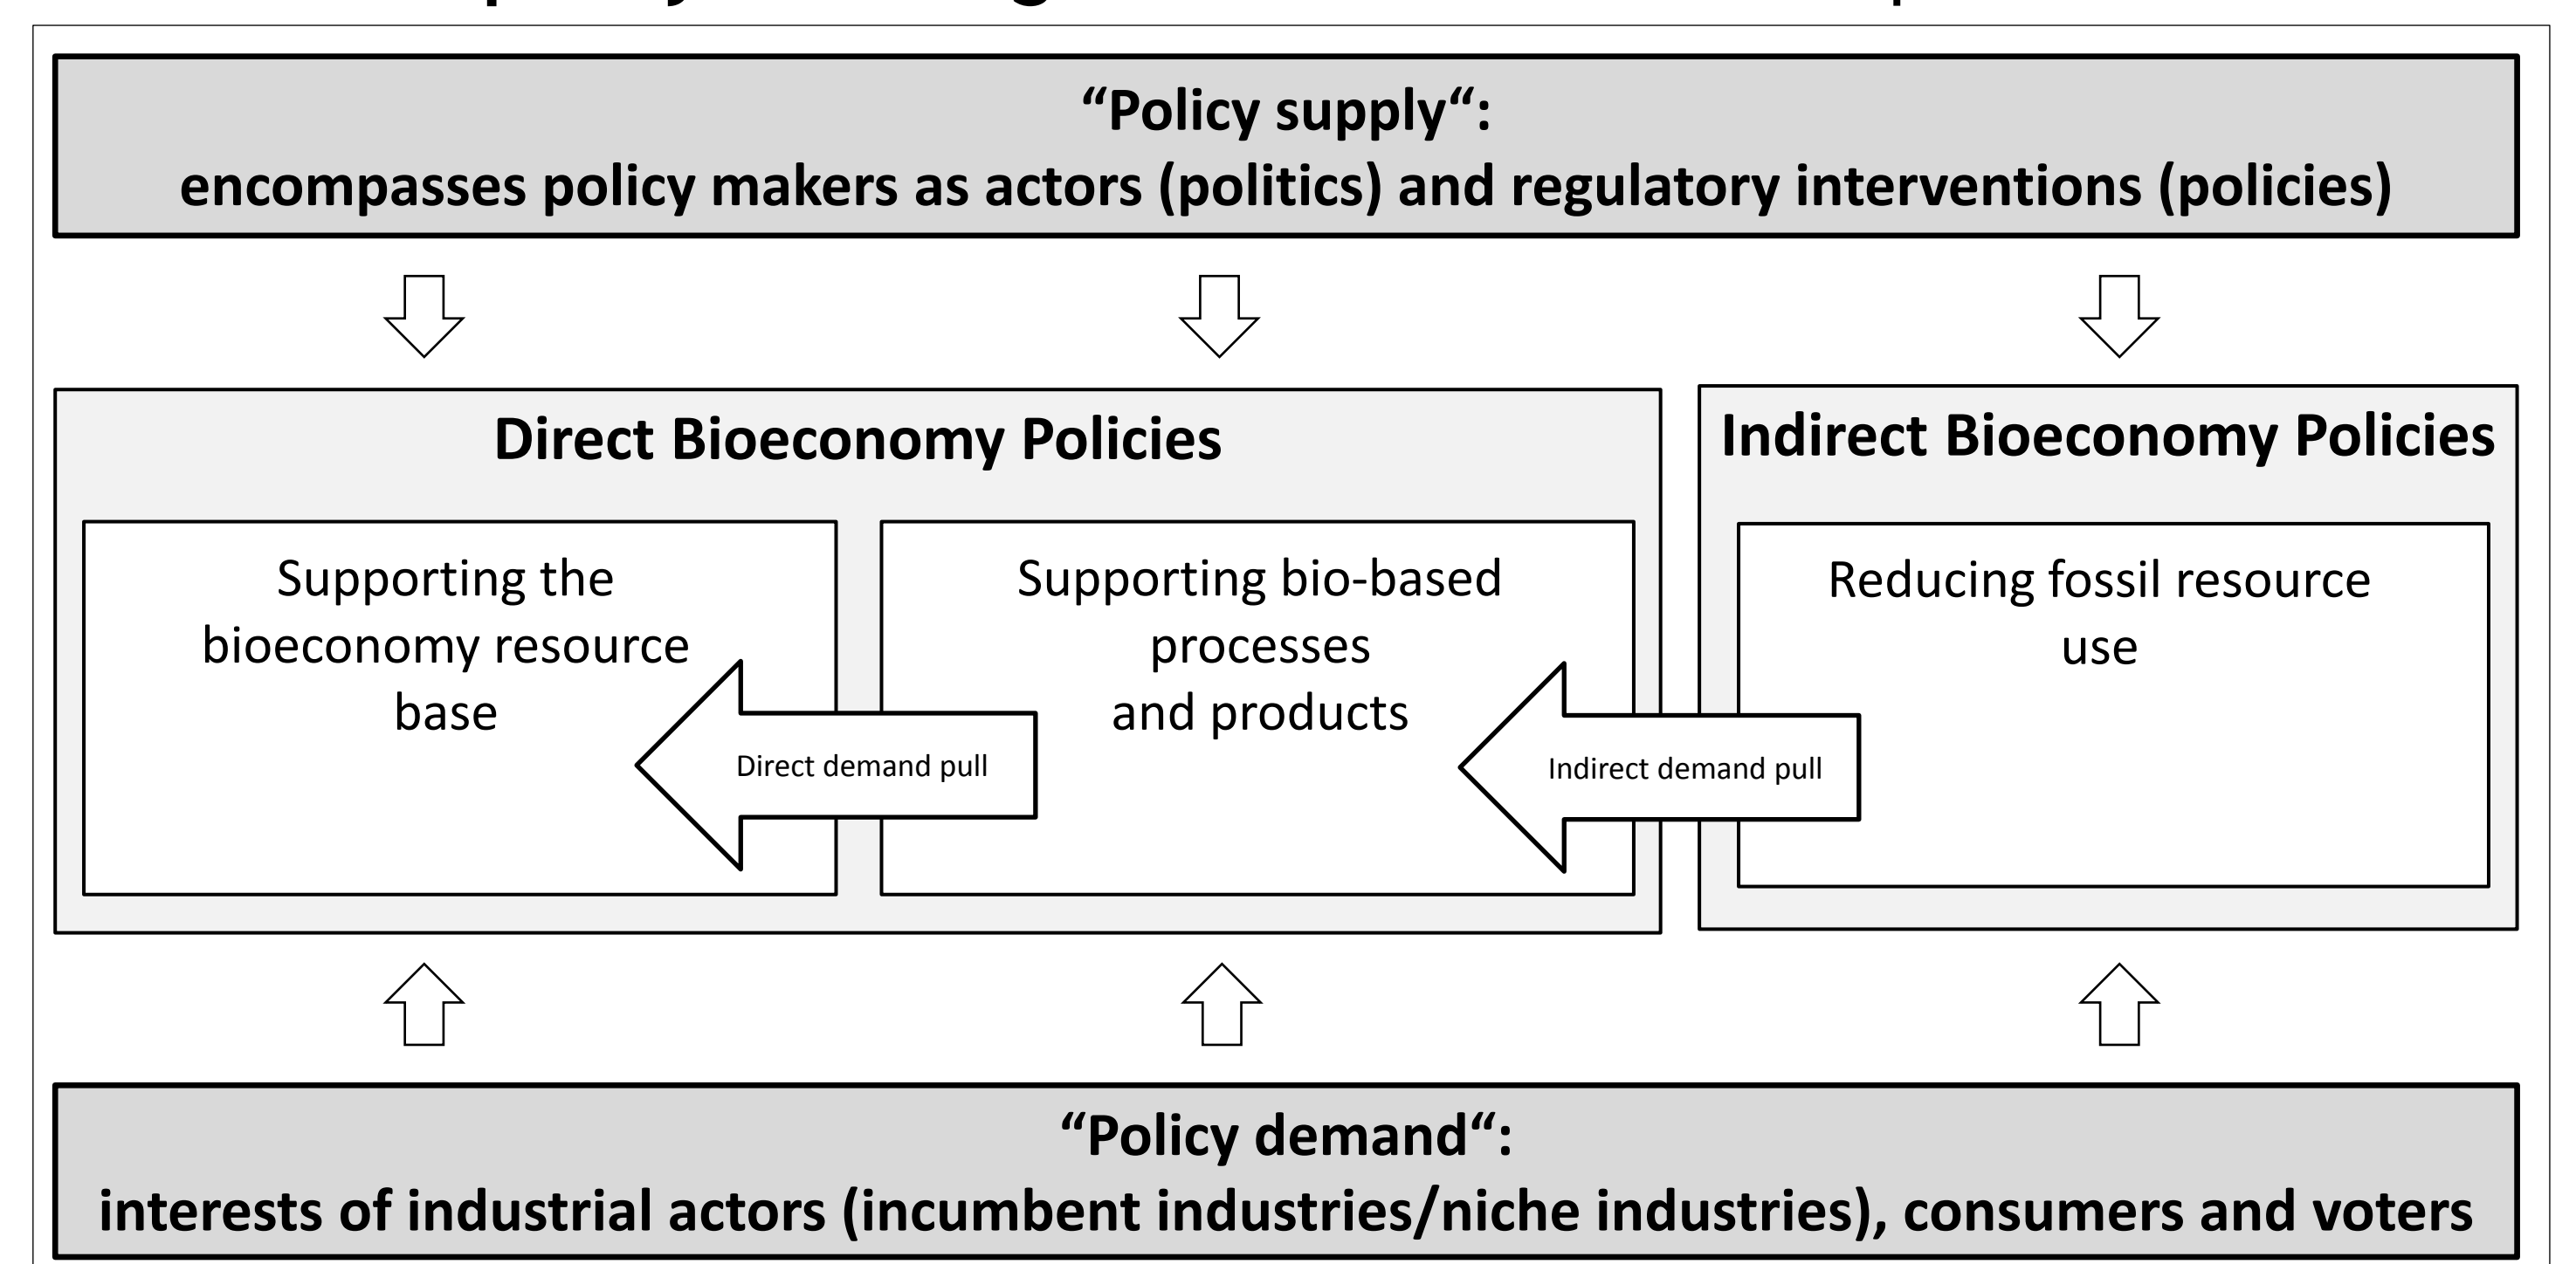 “Policy supply“:
encompasses policy makers as actors (politics) and regulatory interventions (policies)
Direct Bioeconomy Policies
Supporting the
bioeconomy resource
base
Direct demand pull
Supporting bio-based
processes
and products
Indirect demand pull
Indirect Bioeconomy Policies
Reducing fossil resource
use
“Policy demand“:
interests of industrial actors (incumbent industries/niche industries), consumers and voters